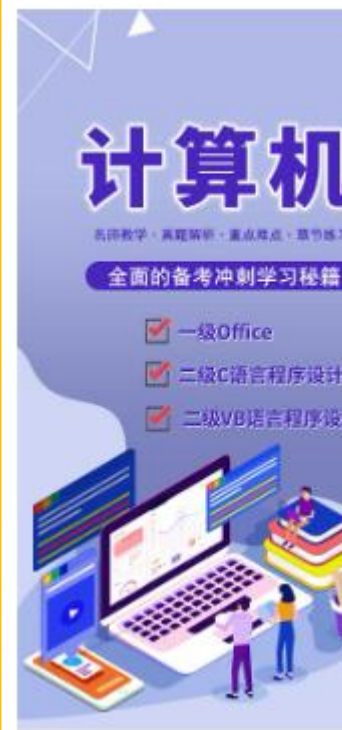 计算机
名师教学·真题解析·重点难点·章节练习
全面的备考冲刺学习秘籍
一级Office
二级C语言程序设计
二级VB语言程序设